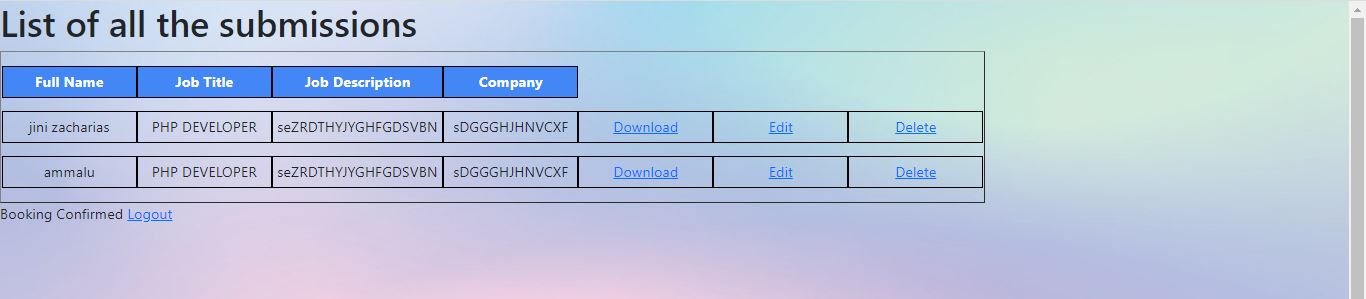 List of all the submissions
Full Name Job Title Job Description Company
jini zacharias PHP DEVELOPER seZRDTHYJYGHFGDSVBN sDGGGHJHNVCXF Download Edit Delete
ammalu PHP DEVELOPER seZRDTHYJYGHFGDSVBN sDGGGHJHNVCXF Download Edit Delete
Booking Confirmed Logout